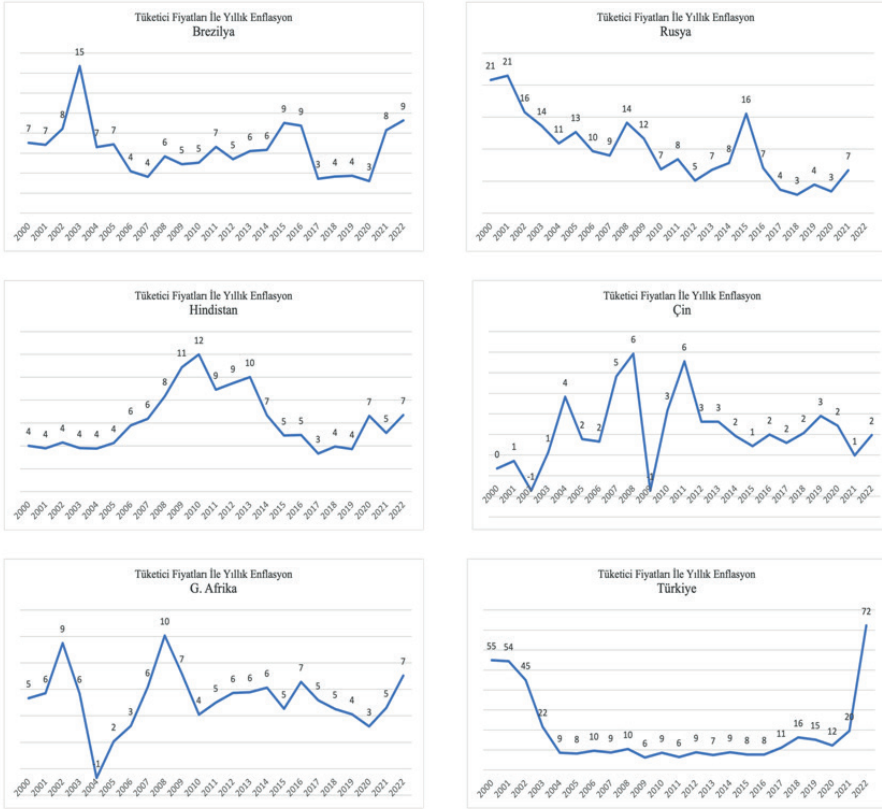 Tüketici Fiyatları İle Yıllık Enflasyon
Brezilya
7 7 8 15 7 7 4 4 6 5 5 7 5 6 6 9 9 3 4 4 3 8 9
2000 2001 2002 2003 2004 2005 2006 2007 2008 2009 2010 2011 2012 2013 2014 2015 2016 2017 2018 2019 2020 2021 2022
Tüketici Fiyatları İle Yıllık Enflasyon
Rusya
21 21 16 14 11 13 10 9 14 12 7 8 5 7 8 16 7 4 3 4 3 7
2000 2001 2002 2003 2004 2005 2006 2007 2008 2009 2010 2011 2012 2013 2014 2015 2016 2017 2018 2019 2020 2021 2022
Tüketici Fiyatları İle Yıllık Enflasyon
Hindistan
4 4 4 4 4 4 6 6 8 11 12 9 9 10 7 5 5 3 4 4 7 5 7
2000 2001 2002 2003 2004 2005 2006 2007 2008 2009 2010 2011 2012 2013 2014 2015 2016 2017 2018 2019 2020 2021 2022
Tüketici Fiyatları İle Yıllık Enflasyon
Çin
0 1 -1 1 4 2 2 5 6 -1 3 6 3 3 2 1 2 2 2 3 2 1 2
2000 2001 2002 2003 2004 2005 2006 2007 2008 2009 2010 2011 2012 2013 2014 2015 2016 2017 2018 2019 2020 2021 2022
Tüketici Fiyatları İle Yıllık Enflasyon
G. Afrika
5 6 9 6 -1 2 3 6 10 7 4 5 6 6 6 5 7 5 5 4 3 5 7
2000 2001 2002 2003 2004 2005 2006 2007 2008 2009 2010 2011 2012 2013 2014 2015 2016 2017 2018 2019 2020 2021 2022
Tüketici Fiyatları İle Yıllık Enflasyon
Türkiye
55 54 45 22 9 8 10 9 10 6 9 6 9 7 9 8 8 11 16 15 12 20 72
2000 2001 2002 2003 2004 2005 2006 2007 2008 2009 2010 2011 2012 2013 2014 2015 2016 2017 2018 2019 2020 2021 2022